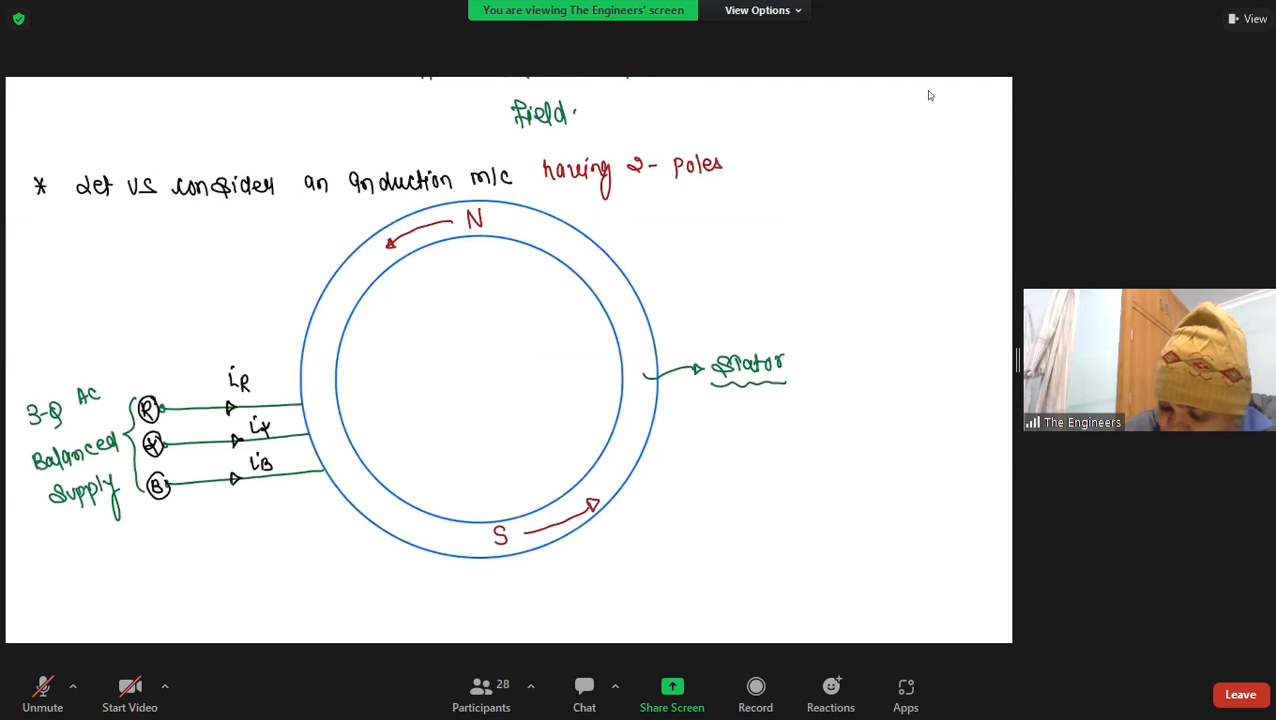 You are viewing The Engineers' screen
View Options
View
Field.
* Let us consider an Induction m/c having 2- Poles
N
Stator
iR
3-Φ AC
R
iY
Balanced
Y
iB
Supply
B
S
The Engineers
Unmute
Start Video
Participants
28
Chat
Share Screen
Record
Reactions
Apps
Leave